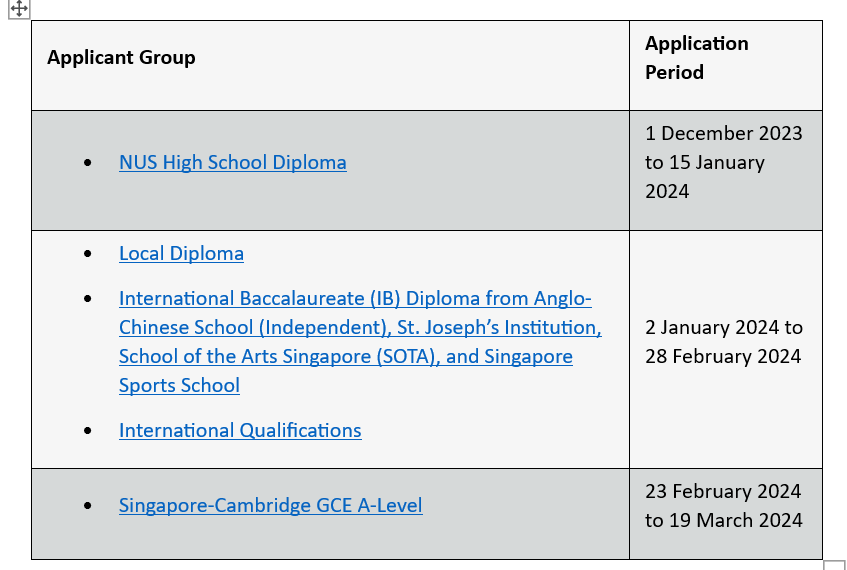 Applicant Group
Application
Period
• NUS High School Diploma
1 December 2023
to 15 January
2024
• Local Diploma
• International Baccalaureate (IB) Diploma from Anglo-
Chinese School (Independent), St. Joseph’s Institution,
School of the Arts Singapore (SOTA), and Singapore
Sports School
• International Qualifications
2 January 2024 to
28 February 2024
• Singapore-Cambridge GCE A-Level
23 February 2024
to 19 March 2024